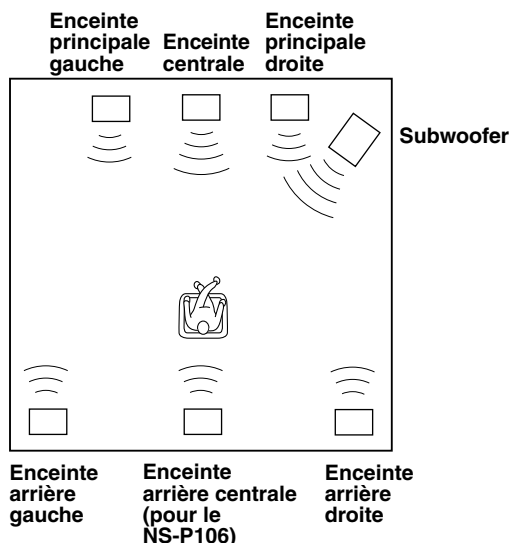 Enceinte
principale
gauche
Enceinte
centrale
Enceinte
principale
droite
Subwoofer
Enceinte
arrière
gauche
Enceinte
arrière centrale
(pour le
NS-P106)
Enceinte
arrière
droite